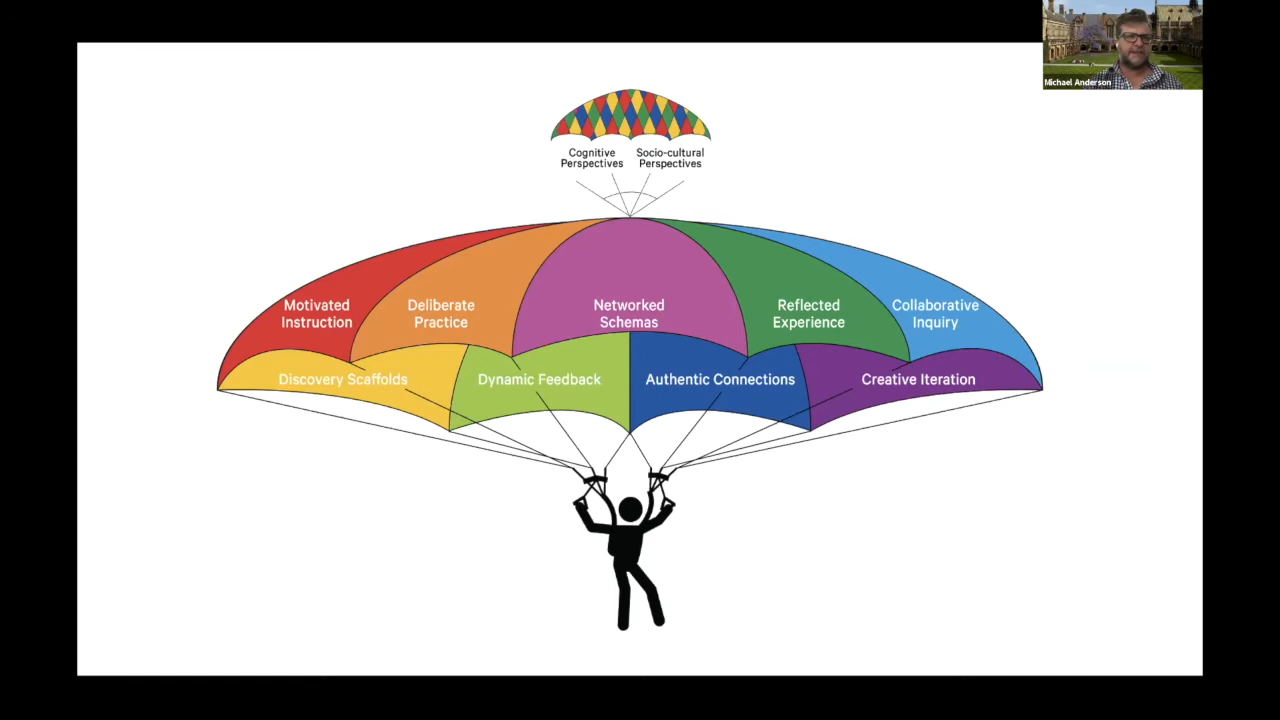 Michael Anderson
Cognitive
Perspectives
Socio-cultural
Perspectives
Motivated
Instruction
Deliberate
Practice
Networked
Schemas
Reflected
Experience
Collaborative
Inquiry
Discovery Scaffolds
Dynamic Feedback
Authentic Connections
Creative Iteration